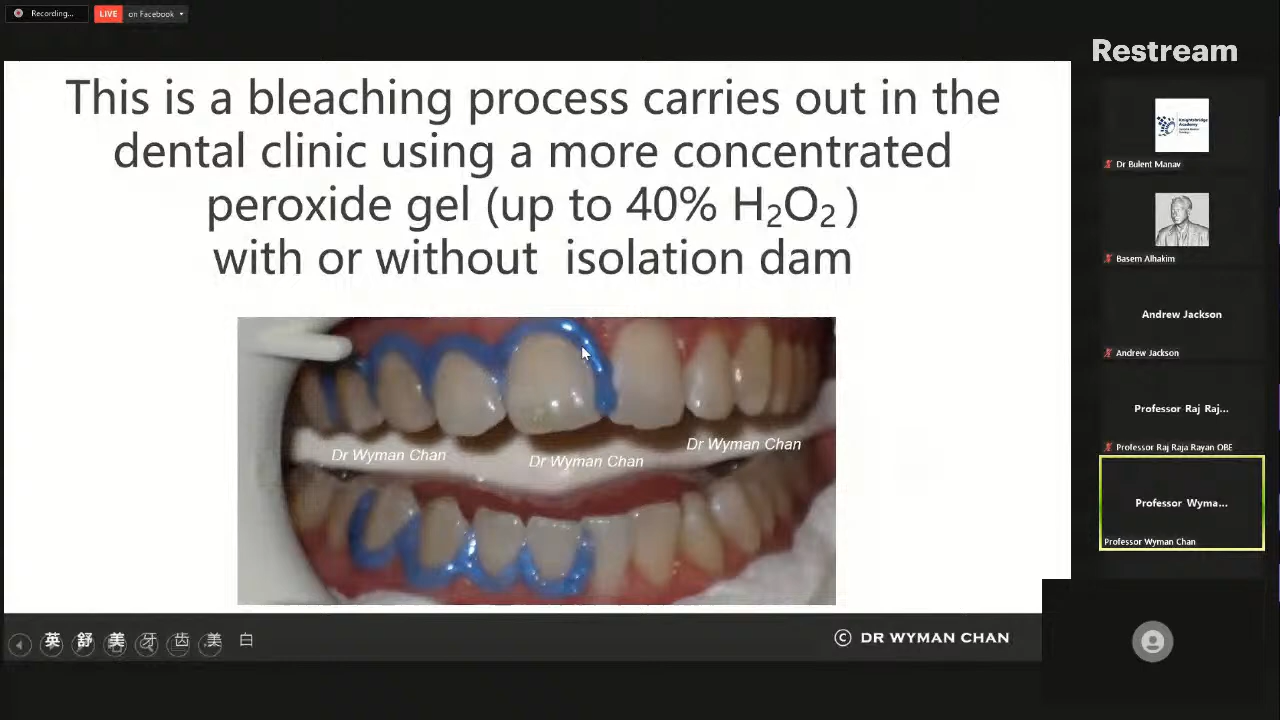 Recording...
LIVE
on Facebook
Restream
This is a bleaching process carries out in the
dental clinic using a more concentrated
peroxide gel (up to 40% H₂O₂ )
with or without isolation dam
Dr Wyman Chan
Dr Wyman Chan
Dr Wyman Chan
英 舒 美 牙 齿 美 白
© DR WYMAN CHAN
Knightsbridge
Academy
Dr Bulent Manav
Basem Alhakim
Andrew Jackson
Andrew Jackson
Professor Raj Raj...
Professor Raj Raja Rayan OBE
Professor Wyma...
Professor Wyman Chan